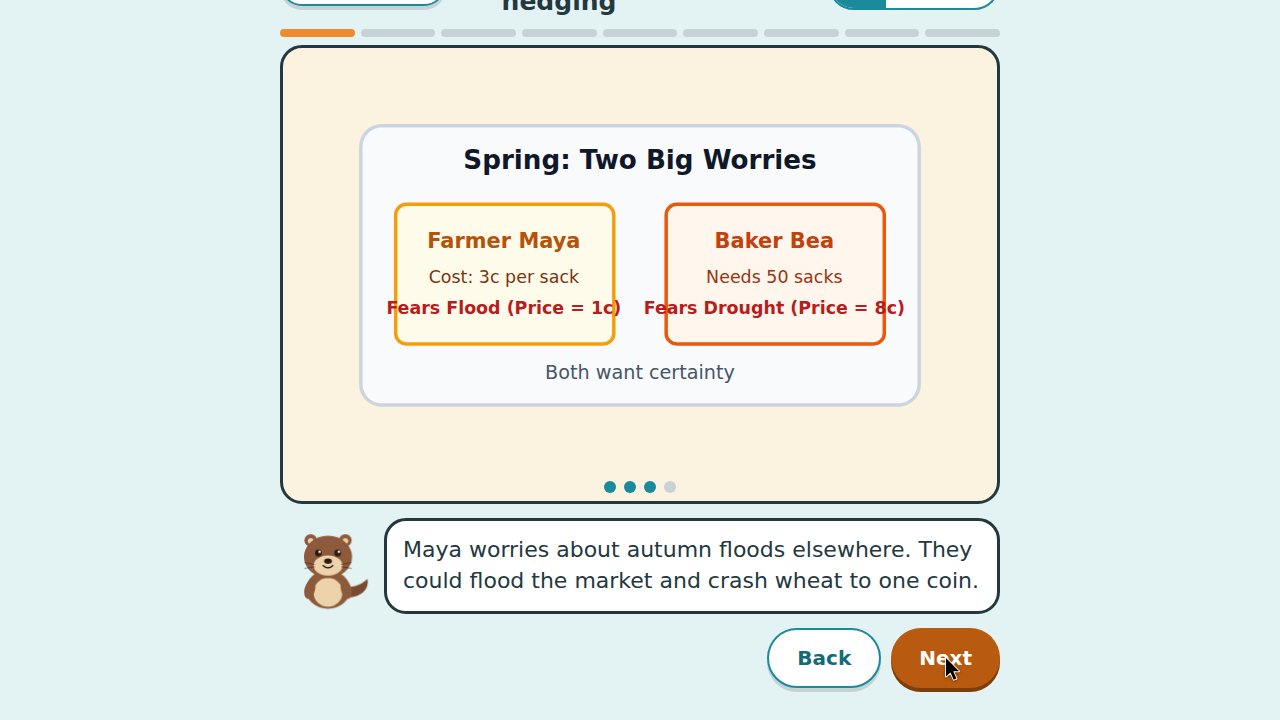 hedging
Spring: Two Big Worries
Farmer Maya
Cost: 3c per sack
Fears Flood (Price = 1c)
Baker Bea
Needs 50 sacks
Fears Drought (Price = 8c)
Both want certainty
Maya worries about autumn floods elsewhere. They
could flood the market and crash wheat to one coin.
Back
Next